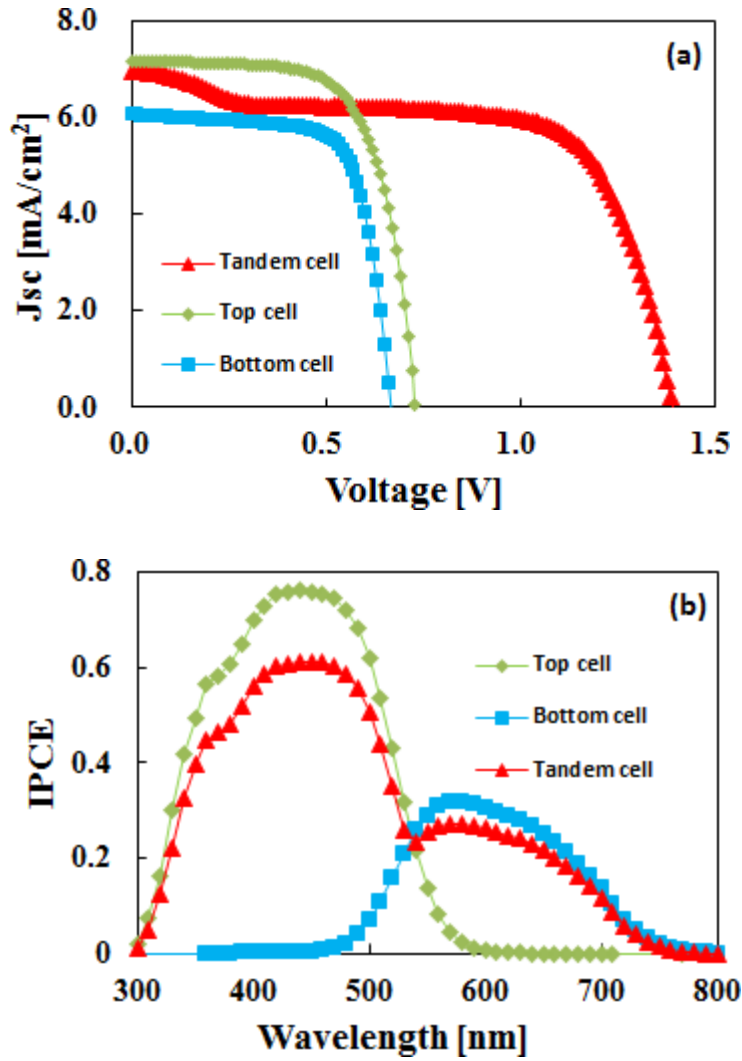 8.0
(a)
6.0
4.0
2.0
0.0
Jsc [mA/cm²]
Tandem cell
Top cell
Bottom cell
0.0 0.5 1.0 1.5
Voltage [V]
0.8
(b)
0.6
0.4
0.2
0
IPCE
Top cell
Bottom cell
Tandem cell
300 400 500 600 700 800
Wavelength [nm]